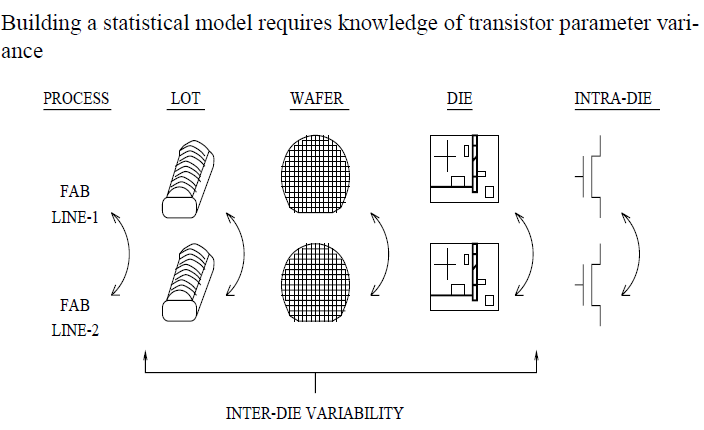 Building a statistical model requires knowledge of transistor parameter vari-
ance
PROCESS LOT WAFER DIE INTRA-DIE
FAB
LINE-1
FAB
LINE-2
INTER-DIE VARIABILITY